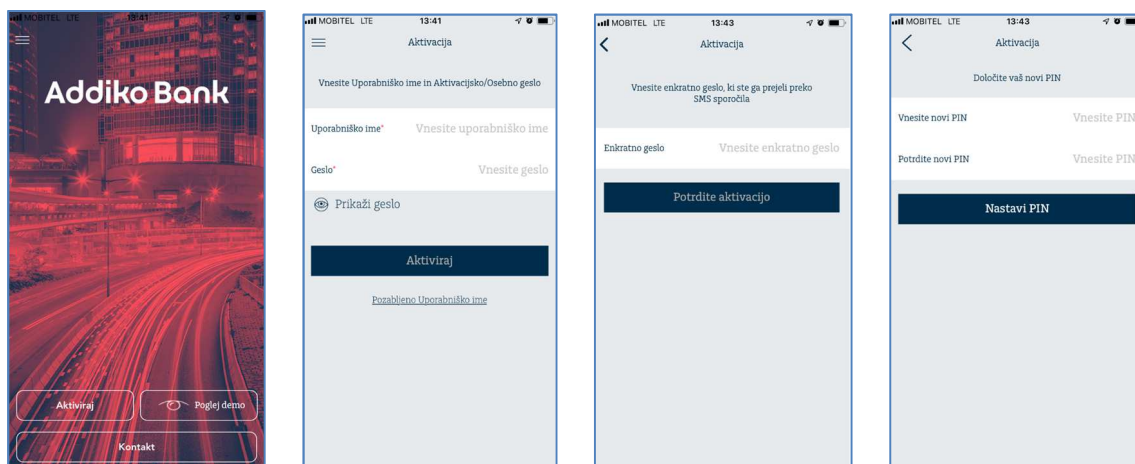 MOBITEL LTE 13:41
Addiko Bank
Aktiviraj
Poglej demo
Kontakt
MOBITEL LTE 13:41
Aktivacija
Vnesite Uporabniško ime in Aktivacijsko/Osebno geslo
Uporabniško ime* Vnesite uporabniško ime
Geslo* Vnesite geslo
Prikaži geslo
Aktiviraj
Pozabljeno Uporabniško ime
MOBITEL LTE 13:43
Aktivacija
Vnesite enkratno geslo, ki ste ga prejeli preko
SMS sporočila
Enkratno geslo Vnesite enkratno geslo
Potrdite aktivacijo
MOBITEL LTE 13:43
Aktivacija
Določite vaš novi PIN
Vnesite novi PIN Vnesite PIN
Potrdite novi PIN Vnesite PIN
Nastavi PIN